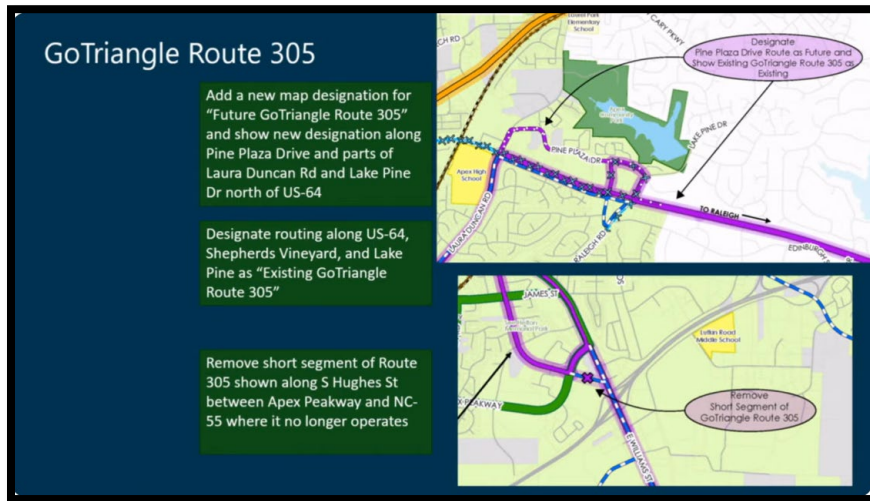 GoTriangle Route 305
Add a new map designation for
“Future GoTriangle Route 305”
and show new designation along
Pine Plaza Drive and parts of
Laura Duncan Rd and Lake Pine
Dr north of US-64
Designate routing along US-64,
Shepherds Vineyard, and Lake
Pine as “Existing GoTriangle
Route 305”
Remove short segment of Route
305 shown along S Hughes St
between Apex Peakway and NC-
55 where it no longer operates
Elementary
School
CARY PKWY
Designate
Pine Plaza Drive Route as Future and
Show Existing GoTriangle Route 305 as
Existing
LAKE-PINE DR
PINE PLAZA DR
Apex High
School
LAURA DUNCAN RD
RALEIGH RD
TO RALEIGH
JAMES ST
Lufkin Road
Middle School
X-PEAKWAY
E WILLIAMS ST
Remove
Short Segment of
GoTriangle Route 305